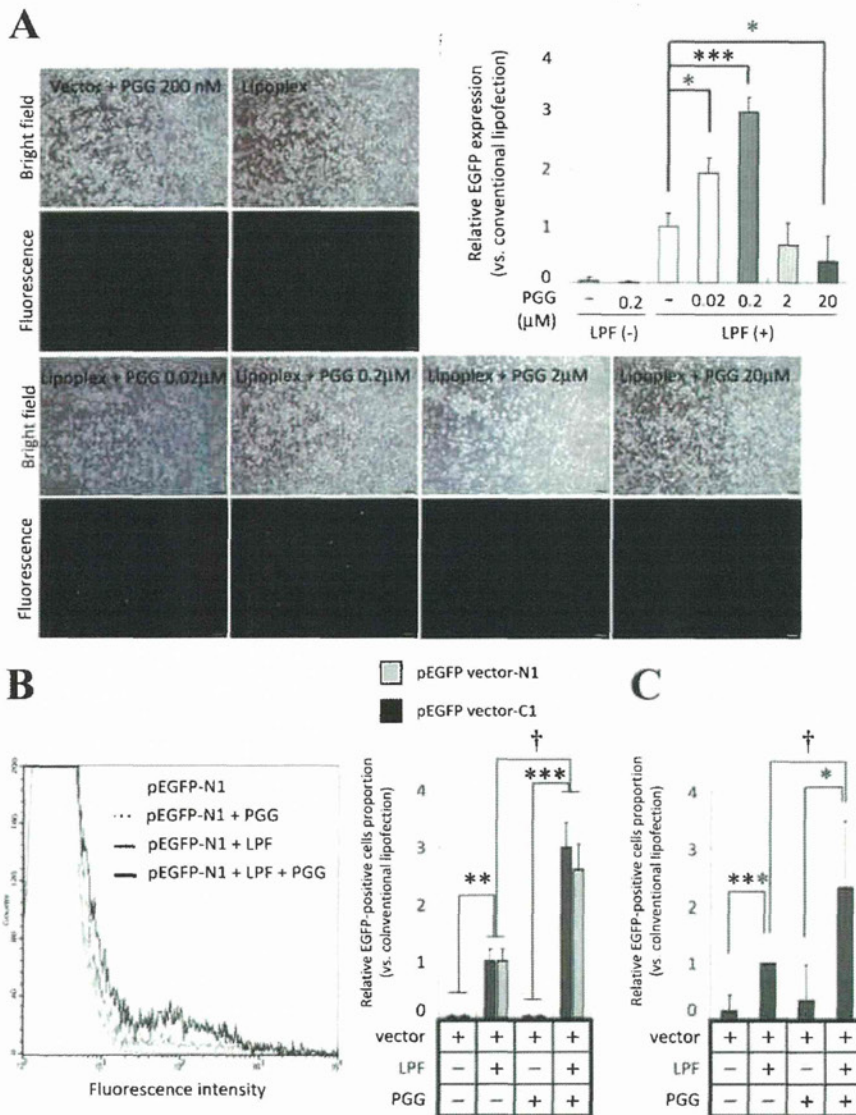 A
Bright field
Vector + PGG 200 nM
Lipoplex
Fluorescence
Bright field
Lipoplex + PGG 0.02µM
Lipoplex + PGG 0.2µM
Lipoplex + PGG 2µM
Lipoplex + PGG 20µM
Fluorescence
Relative EGFP expression
(vs. conventional lipofection)
4
3
2
1
0
*
***
*
PGG
(µM)
– 0.2 – 0.02 0.2 2 20
LPF (-) LPF (+)
B
pEGFP-N1
pEGFP-N1 + PGG
pEGFP-N1 + LPF
pEGFP-N1 + LPF + PGG
Fluorescence intensity
pEGFP vector-N1
pEGFP vector-C1
Relative EGFP-positive cells proportion
(vs. colnventional lipofection)
4
3
2
1
0
†
***
**
vector + + + +
LPF – + – +
PGG – – + +
C
Relative EGFP-positive cells proportion
(vs. colnventional lipofection)
4
3
2
1
0
†
*
***
+ + + +
LPF – + – +
PGG – – + +